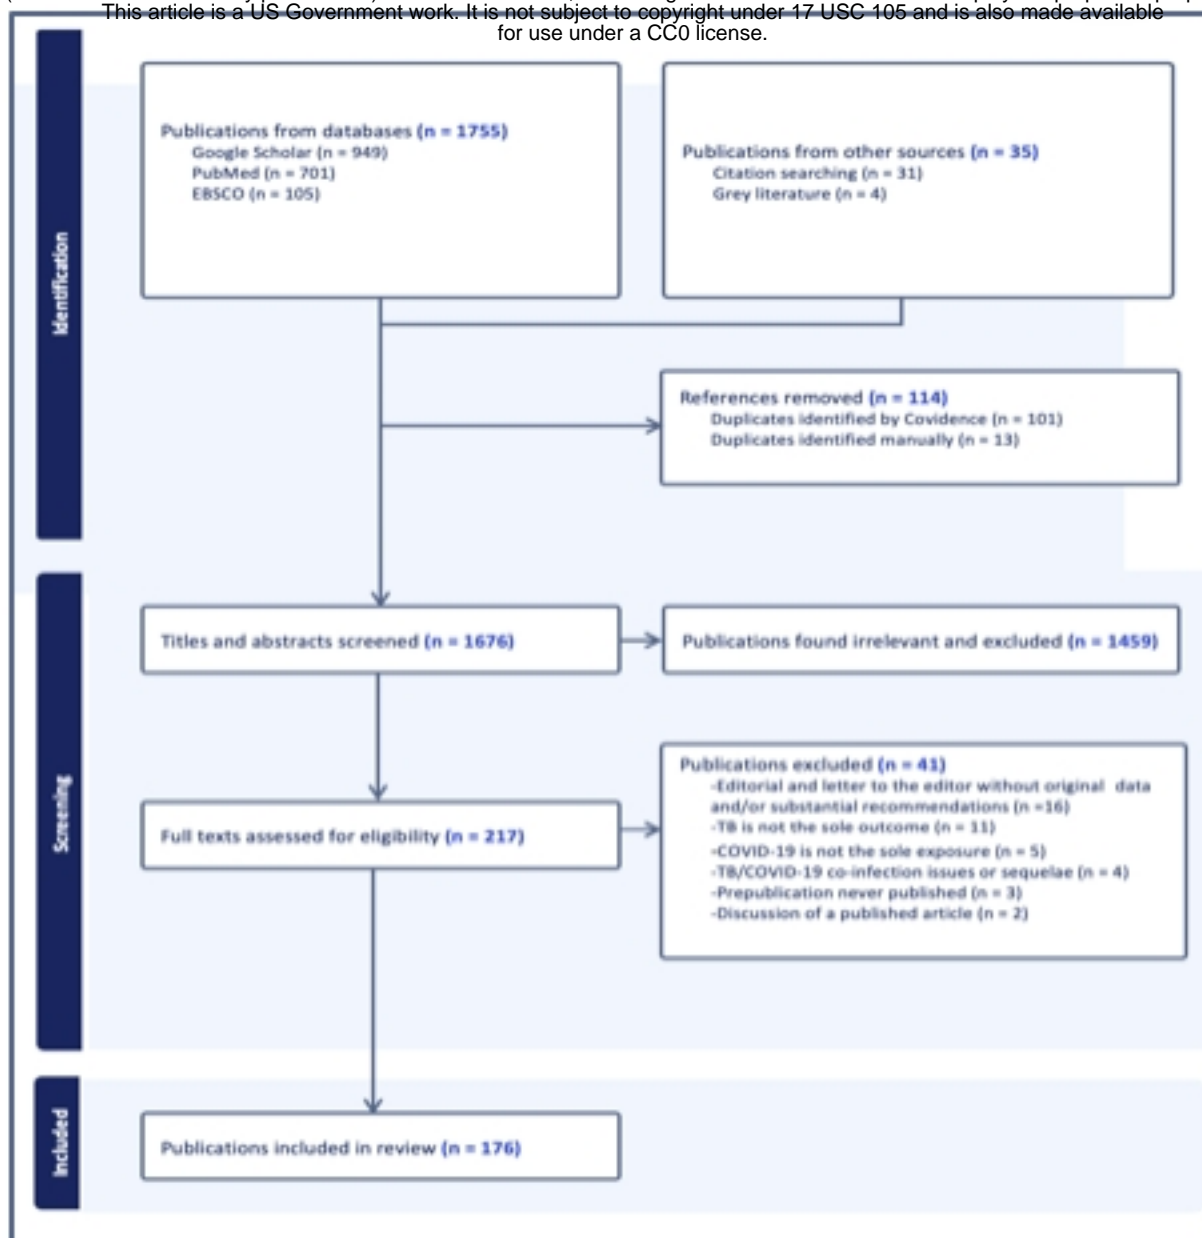 This article is a US Government work. It is not subject to copyright under 17 USC 105 and is also made available
for use under a CC0 license.
Identification
Publications from databases (n = 1755)
Google Scholar (n = 949)
PubMed (n = 701)
EBSCO (n = 105)
Publications from other sources (n = 35)
Citation searching (n = 31)
Grey literature (n = 4)
References removed (n = 114)
Duplicates identified by Covidence (n = 101)
Duplicates identified manually (n = 13)
Screening
Titles and abstracts screened (n = 1676)
Publications found irrelevant and excluded (n = 1459)
Full texts assessed for eligibility (n = 217)
Publications excluded (n = 41)
-Editorial and letter to the editor without original data
and/or substantial recommendations (n =16)
-TB is not the sole outcome (n = 11)
-COVID-19 is not the sole exposure (n = 5)
-TB/COVID-19 co-infection issues or sequelae (n = 4)
-Prepublication never published (n = 3)
-Discussion of a published article (n = 2)
Included
Publications included in review (n = 176)